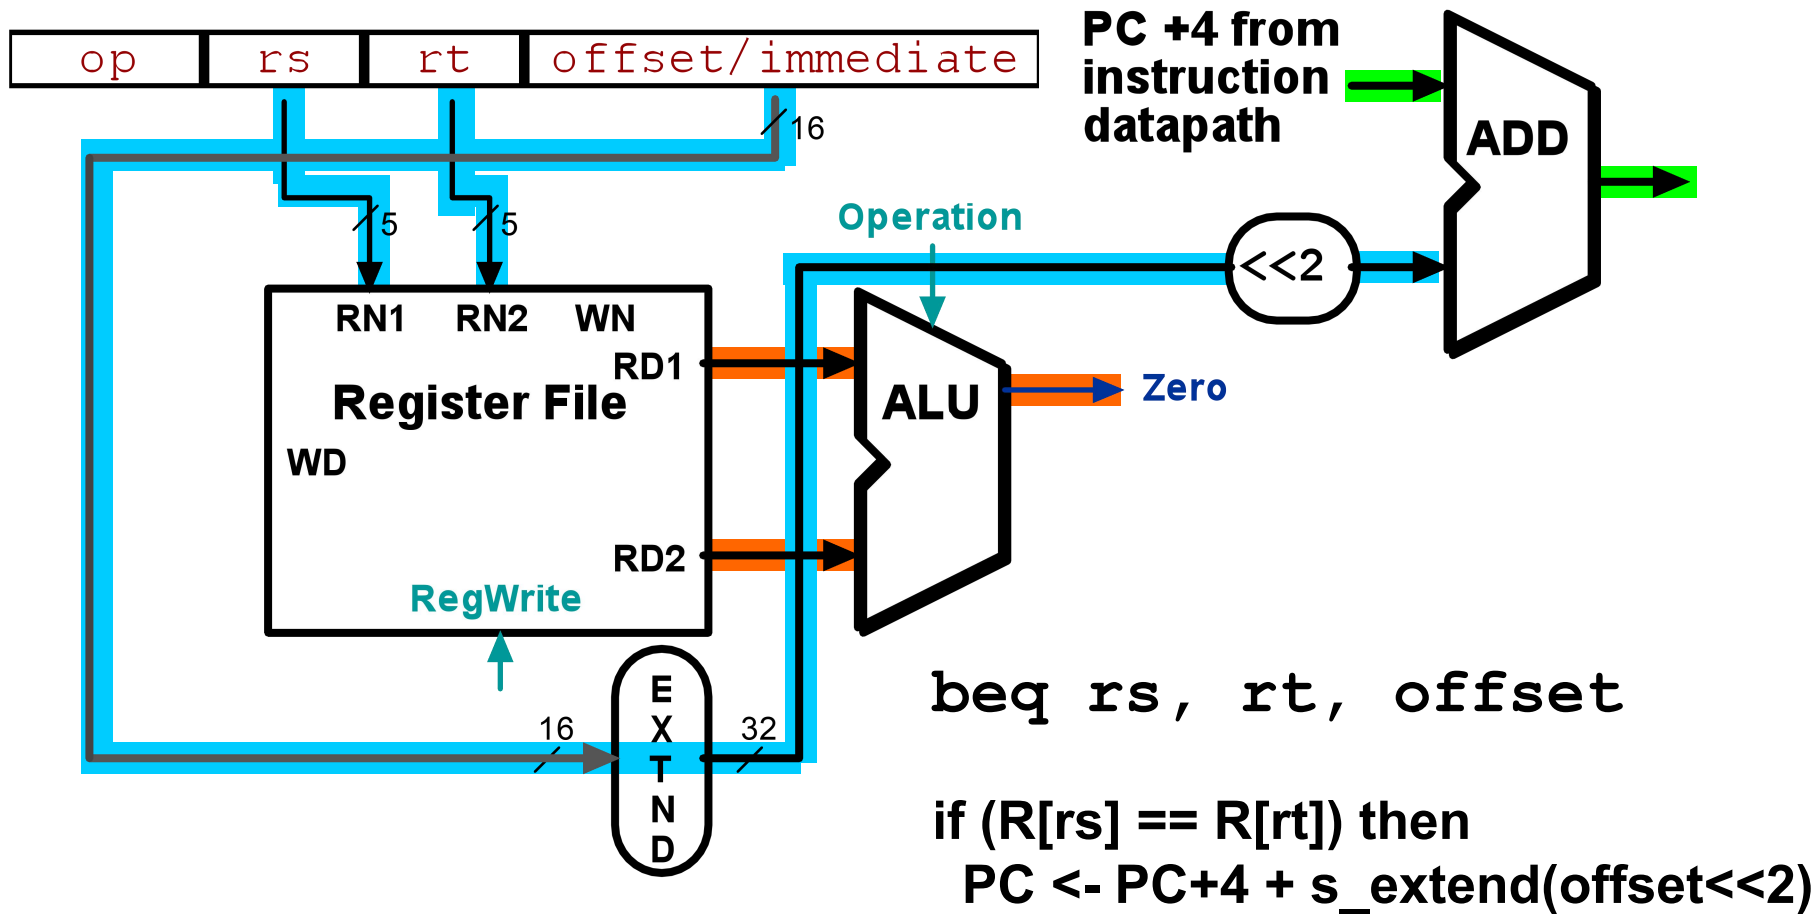 op rs rt offset/immediate
PC +4 from
instruction
datapath
ADD
16
5 5
Operation
<<2
RN1 RN2 WN
RD1
Register File
ALU
Zero
WD
RD2
RegWrite
E
X
T
N
D
16
32
beq rs, rt, offset
if (R[rs] == R[rt]) then
PC <- PC+4 + s_extend(offset<<2)